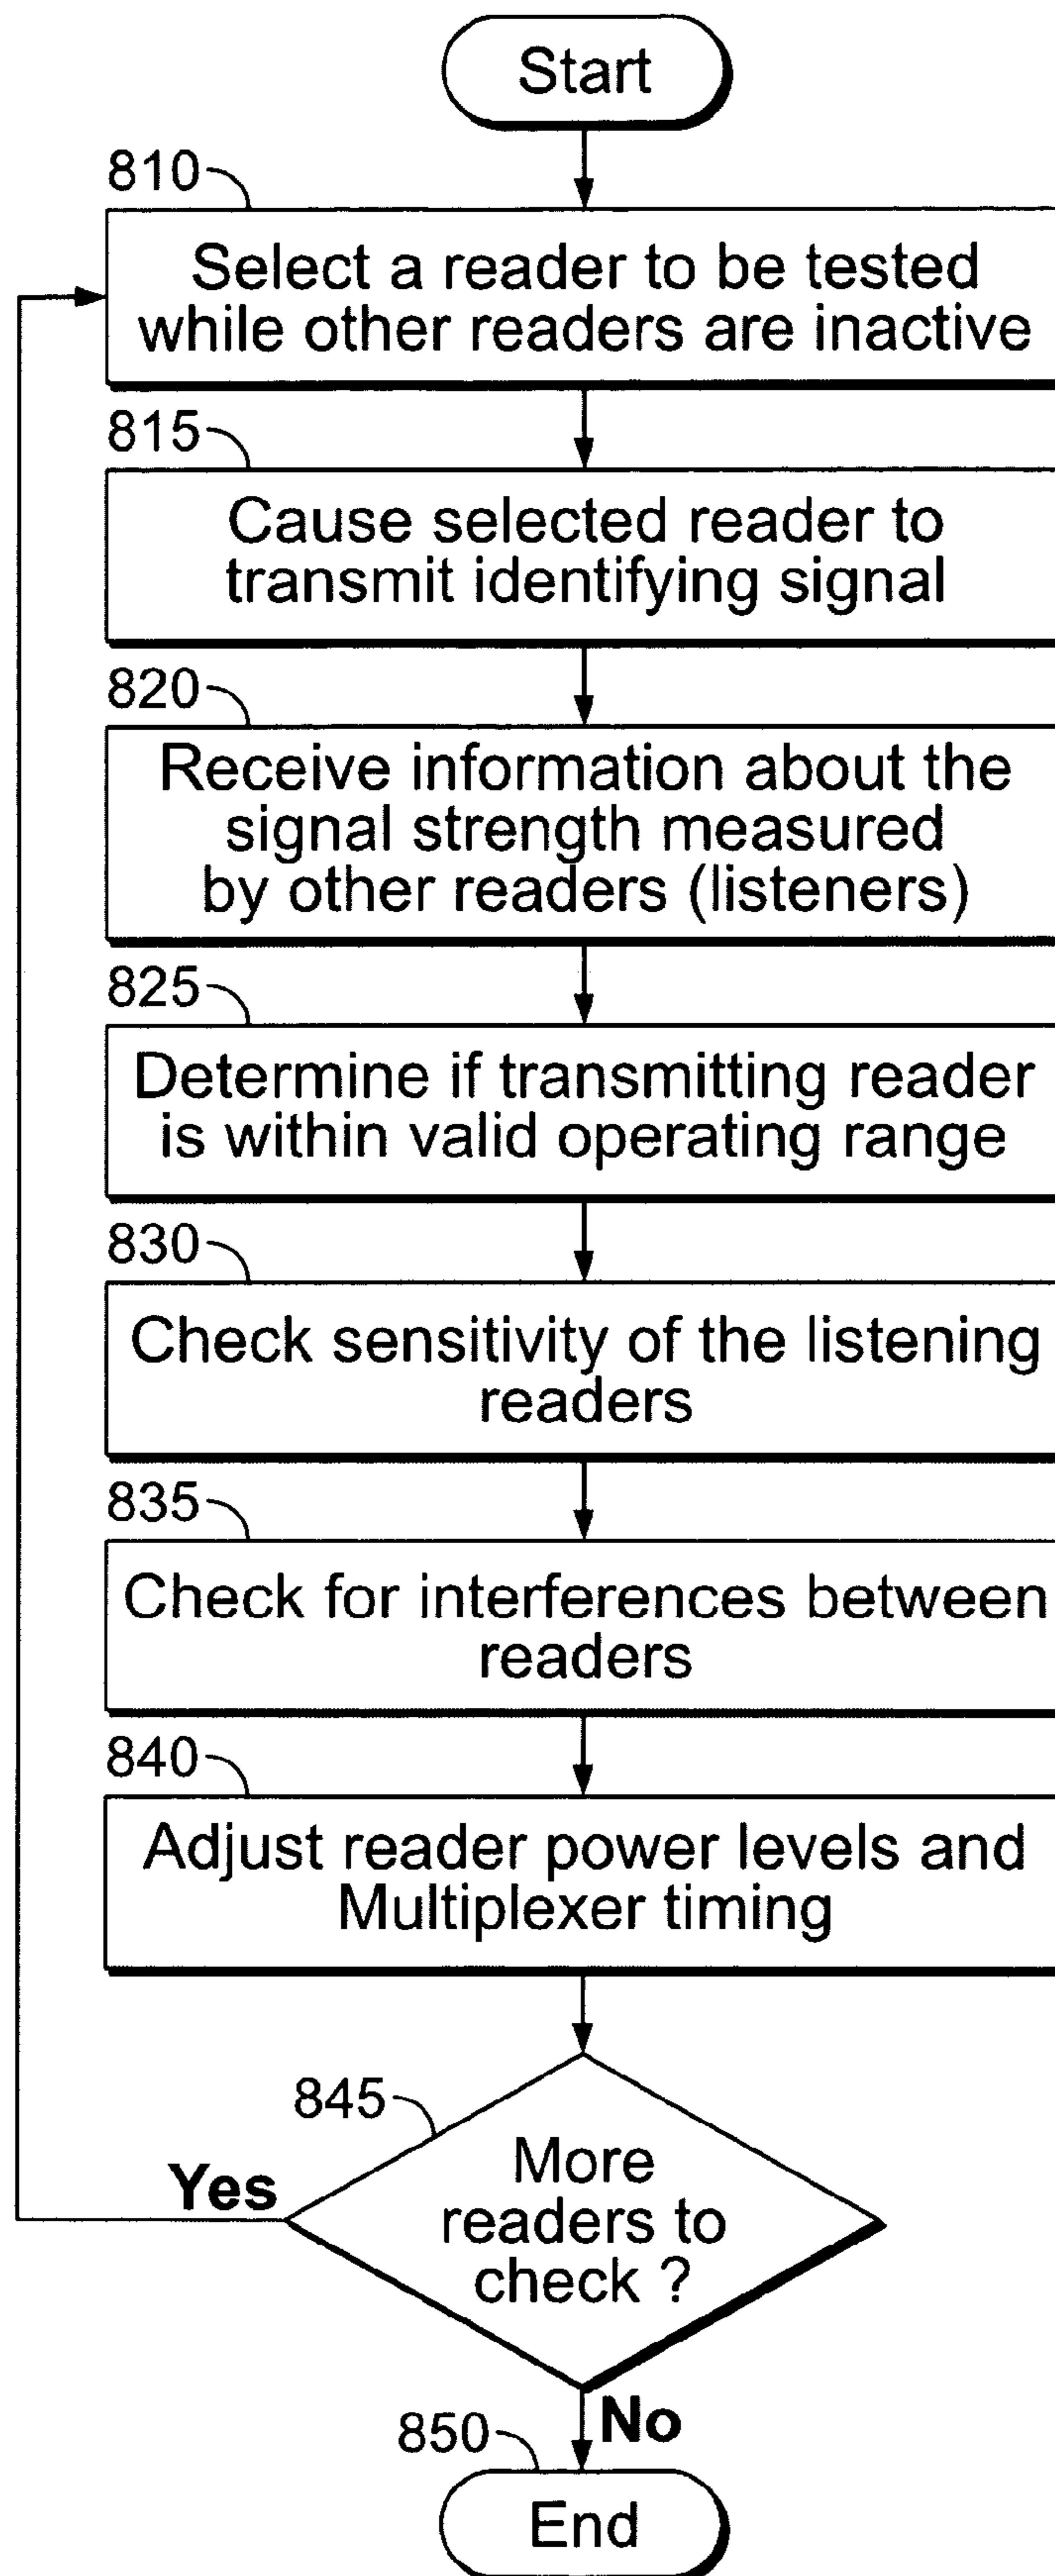 Start
810
Select a reader to be tested
while other readers are inactive
815
Cause selected reader to
transmit identifying signal
820
Receive information about the
signal strength measured
by other readers (listeners)
825
Determine if transmitting reader
is within valid operating range
830
Check sensitivity of the listening
readers
835
Check for interferences between
readers
840
Adjust reader power levels and
Multiplexer timing
845
More
readers to
check ?
Yes
No
850
End